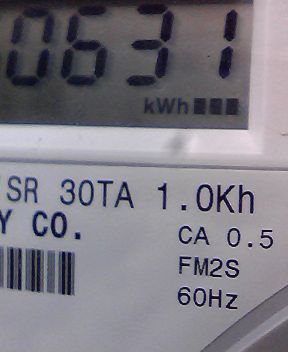 0631
kWh
SR 30TA 1.0Kh
Y CO.
CA 0.5
FM2S
60Hz